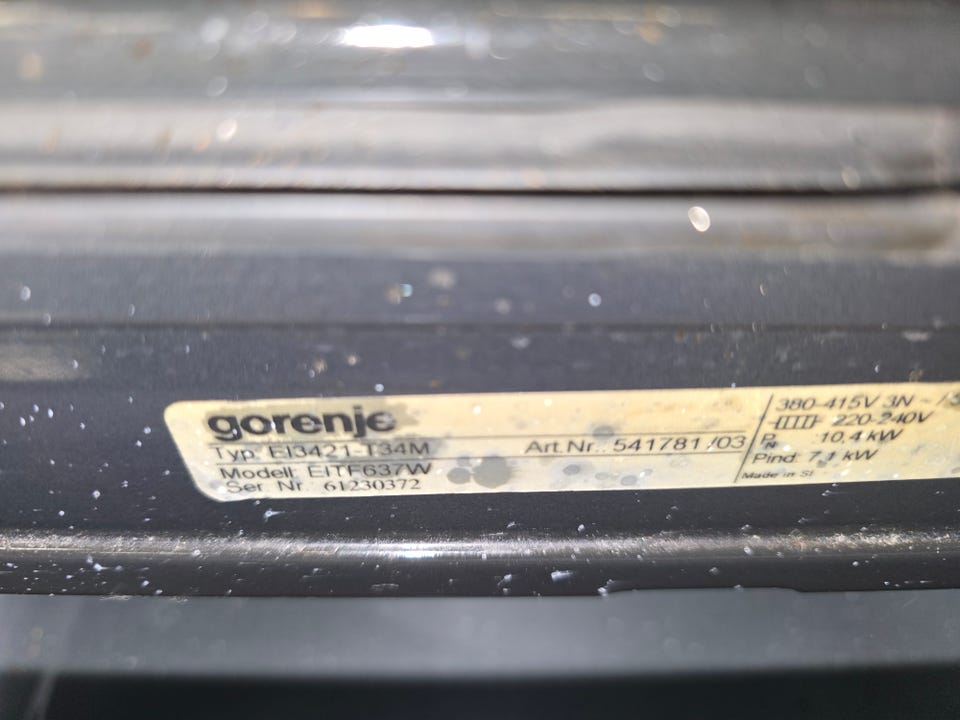 gorenje
Typ: EI3421-T34M
Art.Nr.: 541781/03
Modell: EITF637W
Ser Nr. 61230372
380-415V 3N ~
220-240V
PN 10,4 kW
Pind: 7,1 kW
Made in SI